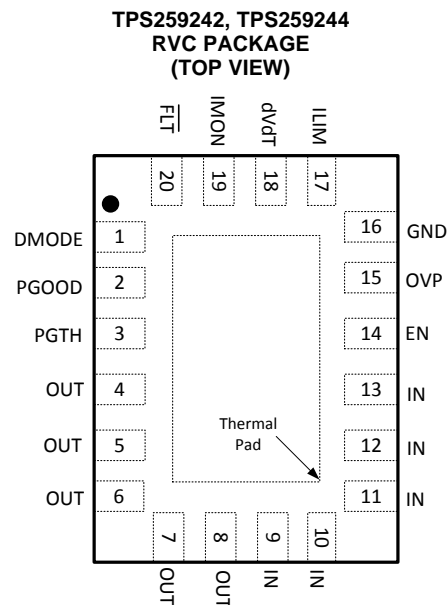 TPS259242, TPS259244
RVC PACKAGE
(TOP VIEW)
FLT IMON dVdT ILIM
20 19 18 17
DMODE 1
PGOOD 2
PGTH 3
OUT 4
OUT 5
OUT 6
16 GND
15 OVP
14 EN
13 IN
12 IN
11 IN
Thermal
Pad
7 8 9 10
OUT OUT IN IN